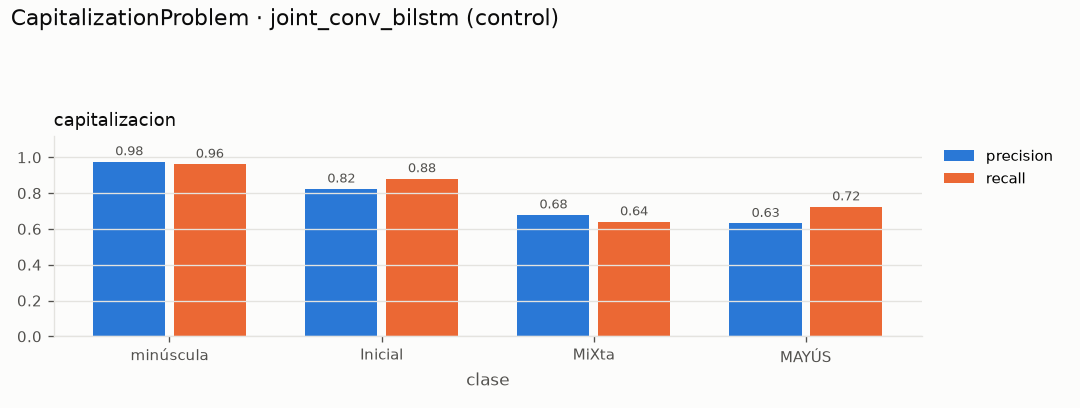 CapitalizationProblem · joint_conv_bilstm (control)
capitalizacion
1.0
0.8
0.6
0.4
0.2
0.0
0.98
0.96
0.82
0.88
0.68
0.64
0.63
0.72
minúscula
Inicial
MiXta
MAYÚS
clase
precision
recall